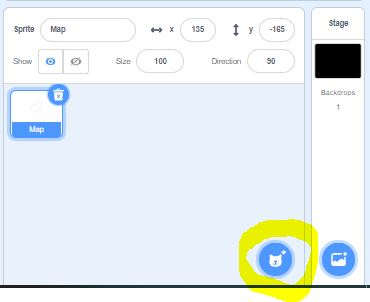 Sprite Map x 135 y -165
Show Size 100 Direction 90
Map
Stage
Backdrops
1